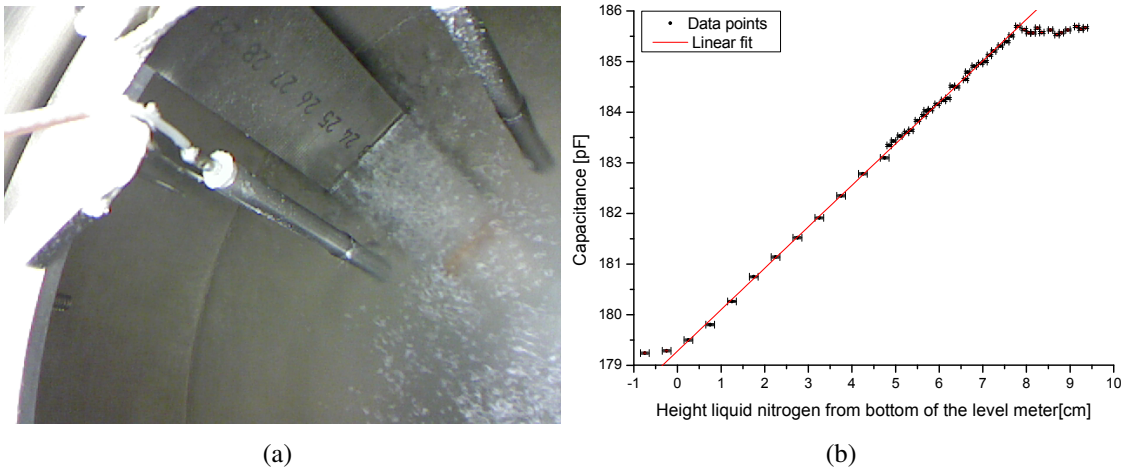 29 28 27 26 25 24
(a)
Data points
Linear fit
186
185
184
183
182
181
180
179
Capacitance [pF]
-1 0 1 2 3 4 5 6 7 8 9 10
Height liquid nitrogen from bottom of the level meter[cm]
(b)